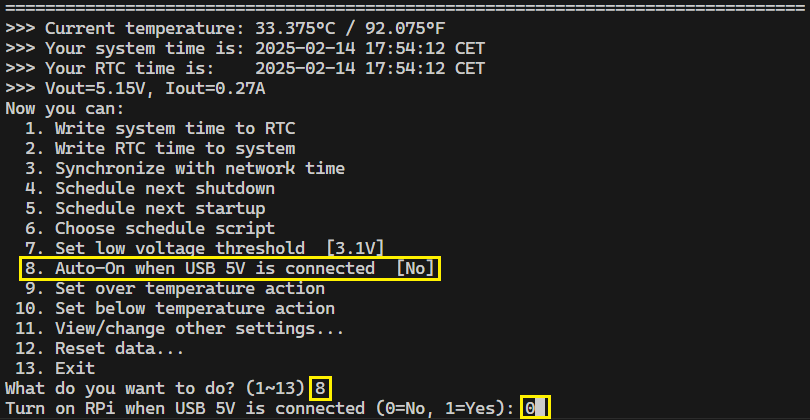 ================================================================================
>>> Current temperature: 33.375ºC / 92.075ºF
>>> Your system time is: 2025-02-14 17:54:12 CET
>>> Your RTC time is:    2025-02-14 17:54:12 CET
>>> Vout=5.15V, Iout=0.27A
Now you can:
  1. Write system time to RTC
  2. Write RTC time to system
  3. Synchronize with network time
  4. Schedule next shutdown
  5. Schedule next startup
  6. Choose schedule script
  7. Set low voltage threshold  [3.1V]
  8. Auto-On when USB 5V is connected  [No]
  9. Set over temperature action
 10. Set below temperature action
 11. View/change other settings...
 12. Reset data...
 13. Exit
What do you want to do? (1~13) 8
Turn on RPi when USB 5V is connected (0=No, 1=Yes): 0